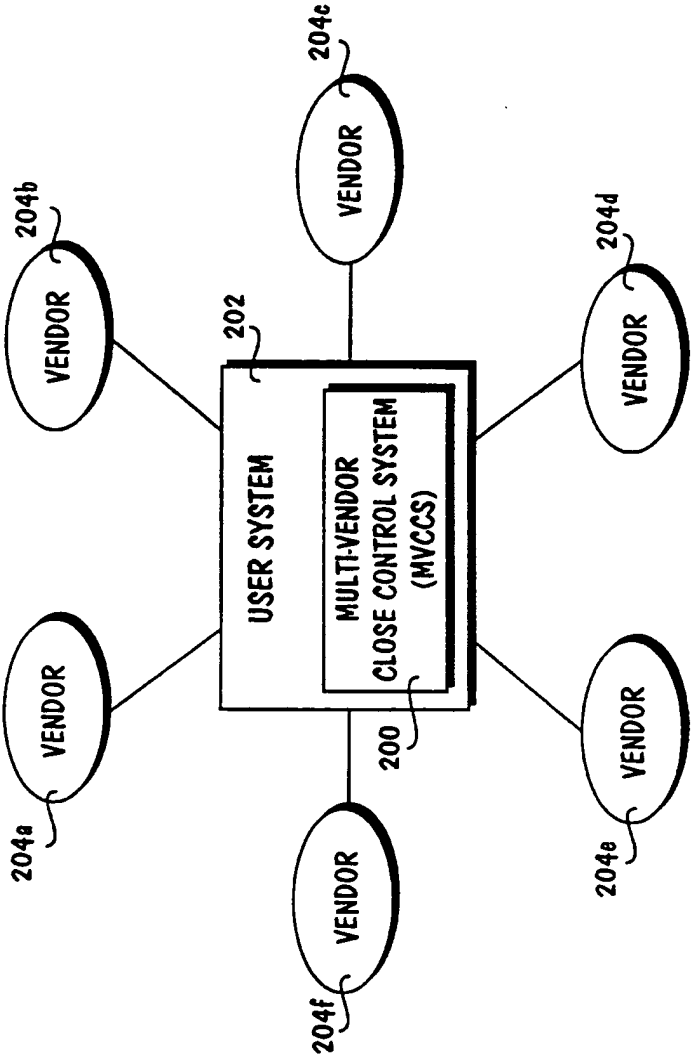 204a
VENDOR
204b
VENDOR
204c
VENDOR
204d
VENDOR
204e
VENDOR
204f
VENDOR
202
USER SYSTEM
MULTI-VENDOR
CLOSE CONTROL SYSTEM
(MVCCS)
200